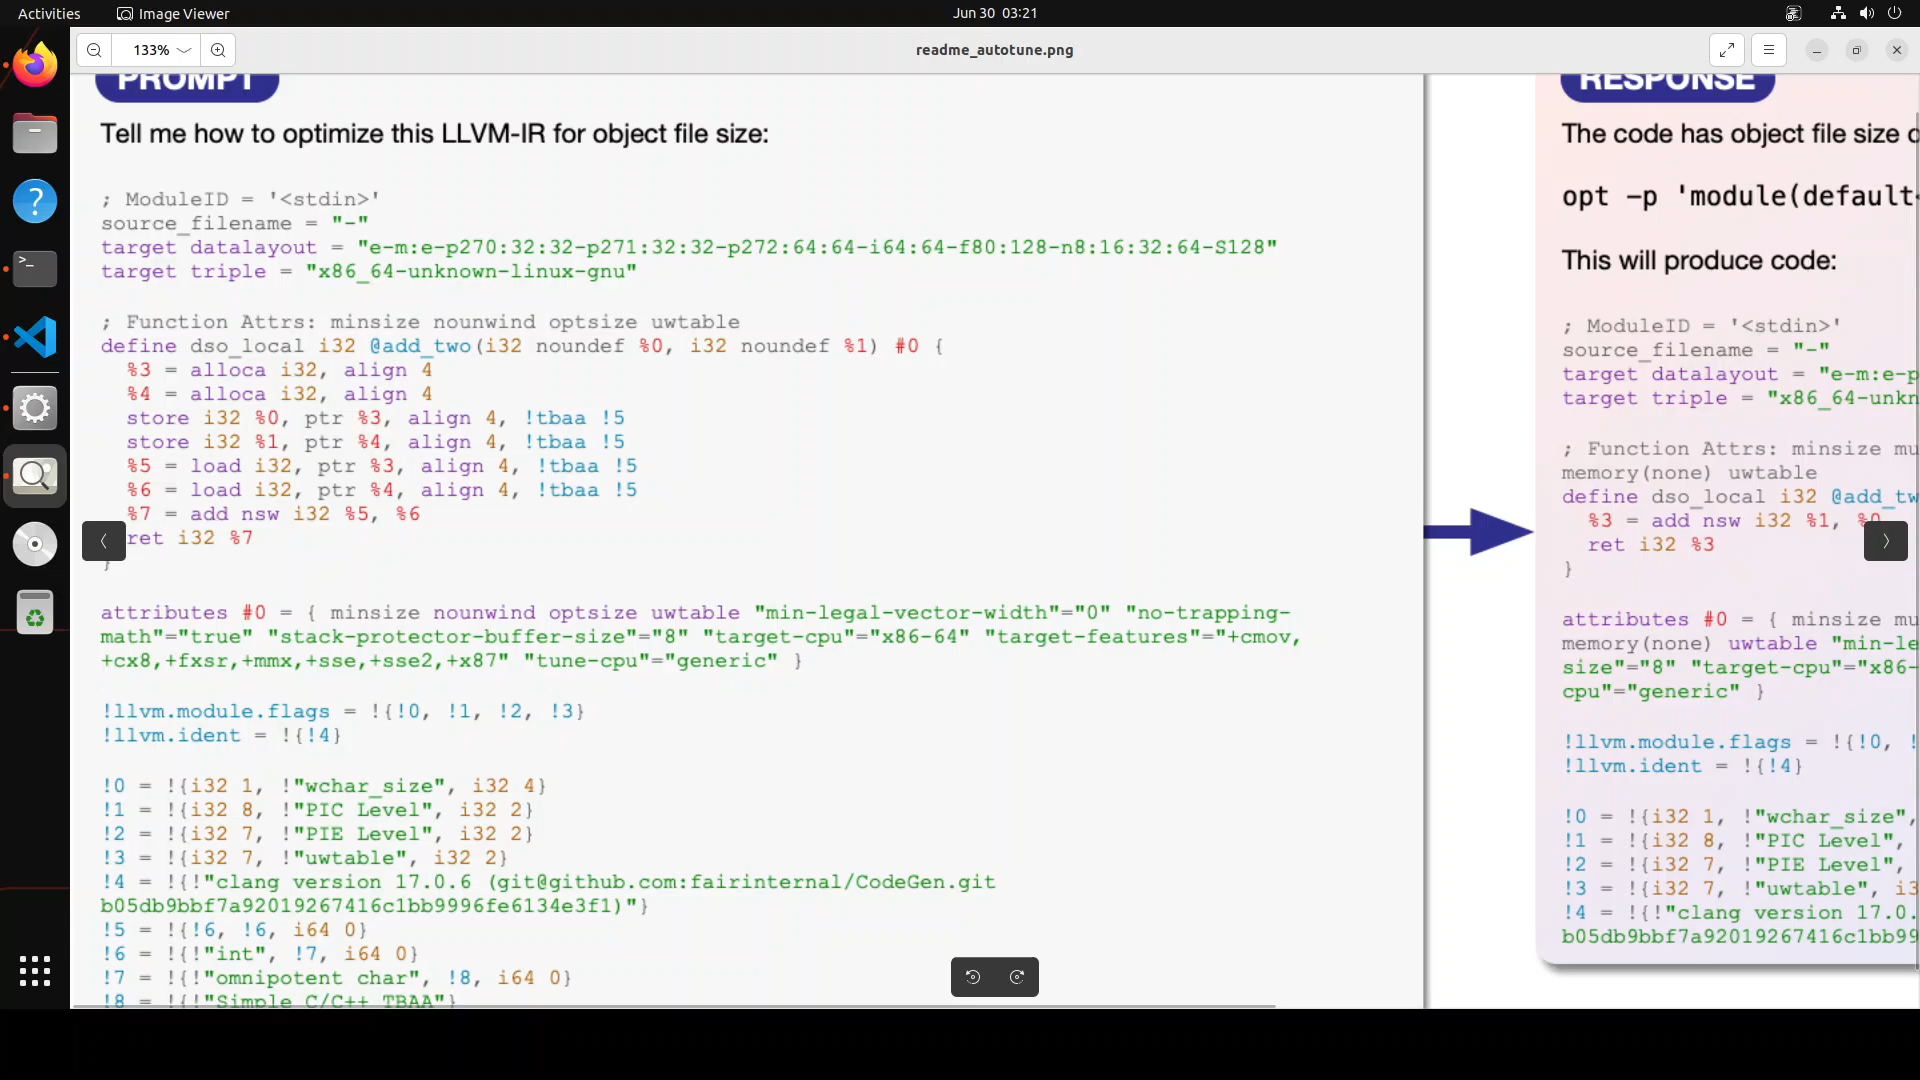 Activities
Image Viewer
Jun 30 03:21
133%
readme_autotune.png
PROMPT
Tell me how to optimize this LLVM-IR for object file size:
; ModuleID = '<stdin>'
source_filename = "-"
target datalayout = "e-m:e-p270:32:32-p271:32:32-p272:64:64-i64:64-f80:128-n8:16:32:64-S128"
target triple = "x86_64-unknown-linux-gnu"
; Function Attrs: minsize nounwind optsize uwtable
define dso_local i32 @add_two(i32 noundef %0, i32 noundef %1) #0 {
%3 = alloca i32, align 4
%4 = alloca i32, align 4
store i32 %0, ptr %3, align 4, !tbaa !5
store i32 %1, ptr %4, align 4, !tbaa !5
%5 = load i32, ptr %3, align 4, !tbaa !5
%6 = load i32, ptr %4, align 4, !tbaa !5
%7 = add nsw i32 %5, %6
ret i32 %7
}
attributes #0 = { minsize nounwind optsize uwtable "min-legal-vector-width"="0" "no-trapping-
math"="true" "stack-protector-buffer-size"="8" "target-cpu"="x86-64" "target-features"="+cmov,
+cx8,+fxsr,+mmx,+sse,+sse2,+x87" "tune-cpu"="generic" }
!llvm.module.flags = !{!0, !1, !2, !3}
!llvm.ident = !{!4}
!0 = !{i32 1, !"wchar_size", i32 4}
!1 = !{i32 8, !"PIC Level", i32 2}
!2 = !{i32 7, !"PIE Level", i32 2}
!3 = !{i32 7, !"uwtable", i32 2}
!4 = !{!"clang version 17.0.6 (git@github.com:fairinternal/CodeGen.git
b05db9bbf7a92019267416c1bb9996fe6134e3f1)"}
!5 = !{!6, !6, i64 0}
!6 = !{!"int", !7, i64 0}
!7 = !{!"omnipotent char", !8, i64 0}
!8 = !{!"Simple C/C++ TBAA"}
RESPONSE
The code has object file size
opt -p 'module(default
This will produce code:
; ModuleID = '<stdin>'
source_filename = "-"
target datalayout = "e-m:e-p
target triple = "x86_64-unkn
; Function Attrs: minsize mu
memory(none) uwtable
define dso_local i32 @add_tw
%3 = add nsw i32 %1, %0
ret i32 %3
}
attributes #0 = { minsize mu
memory(none) uwtable "min-le
size"="8" "target-cpu"="x86-
cpu"="generic" }
!llvm.module.flags = !{!0, !
!llvm.ident = !{!4}
!0 = !{i32 1, !"wchar_size",
!1 = !{i32 8, !"PIC Level",
!2 = !{i32 7, !"PIE Level",
!3 = !{i32 7, !"uwtable", i3
!4 = !{!"clang version 17.0.
b05db9bbf7a92019267416c1bb99